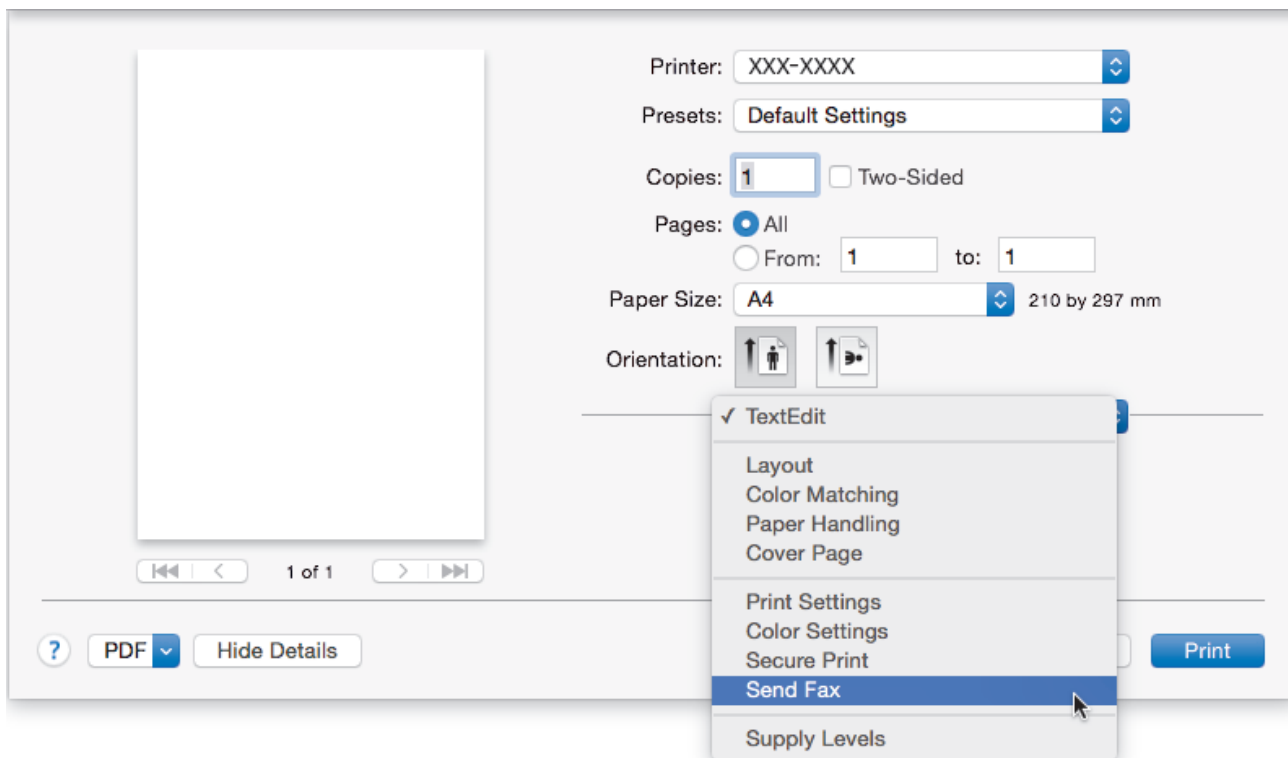 Printer: XXX-XXXX
Presets: Default Settings
Copies: 1 Two-Sided
Pages: All
From: 1 to: 1
Paper Size: A4 210 by 297 mm
Orientation:
✓ TextEdit
Layout
Color Matching
Paper Handling
Cover Page
1 of 1
Print Settings
Color Settings
Secure Print
Send Fax
Supply Levels
? PDF Hide Details Print